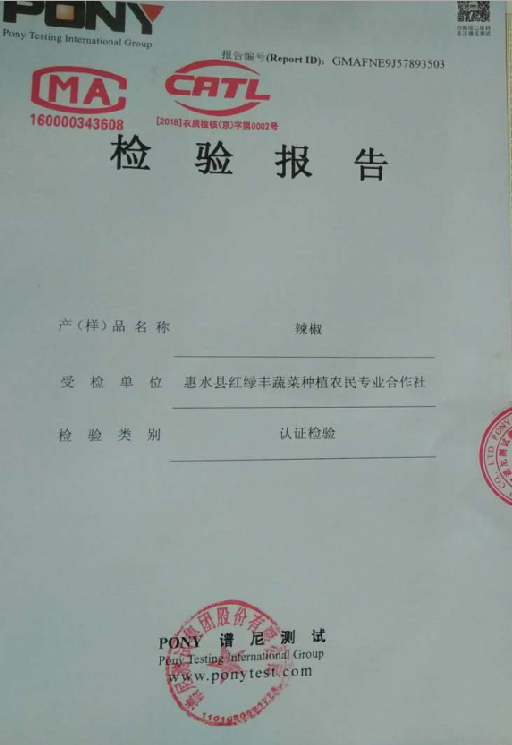 PONY
Pony Testing International Group
报告编号(Report ID): GMAFNE9J57893503
MA
160000343608
CATL
[2016]农质检核(京)字第0002号
检验报告
产(样)品名称 辣椒
受检单位 惠水县红绿丰蔬菜种植农民专业合作社
检验类别 认证检验
PONY 谱尼测试
Pony Testing International Group
www.ponytest.com